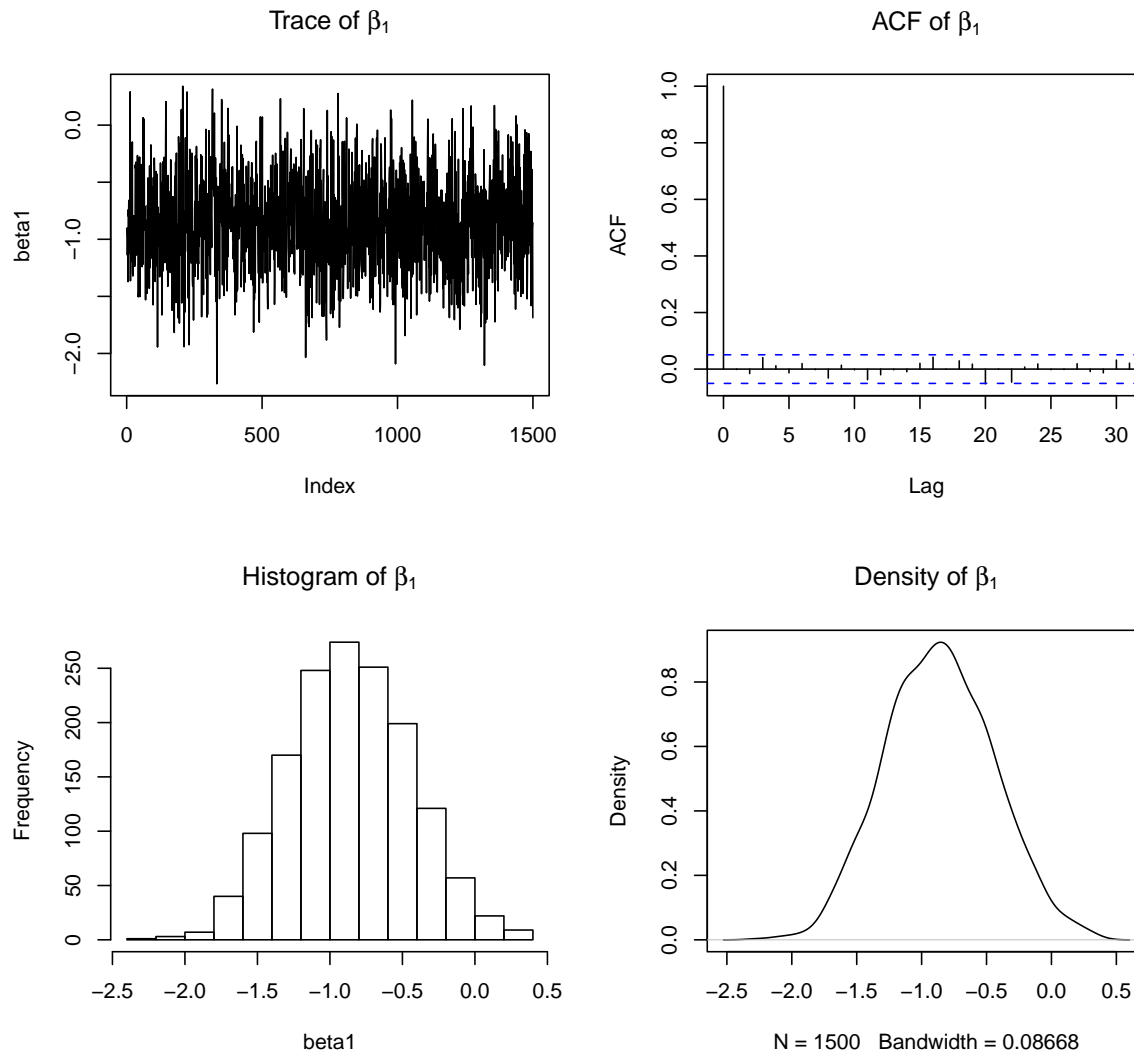 Trace of β₁
beta1
0.0
−1.0
−2.0
0 500 1000 1500
Index
ACF of β₁
ACF
1.0
0.8
0.6
0.4
0.2
0.0
0 5 10 15 20 25 30
Lag
Histogram of β₁
Frequency
250
200
150
100
50
0
−2.5 −2.0 −1.5 −1.0 −0.5 0.0 0.5
beta1
Density of β₁
Density
0.8
0.6
0.4
0.2
0.0
−2.5 −2.0 −1.5 −1.0 −0.5 0.0 0.5
N = 1500 Bandwidth = 0.08668